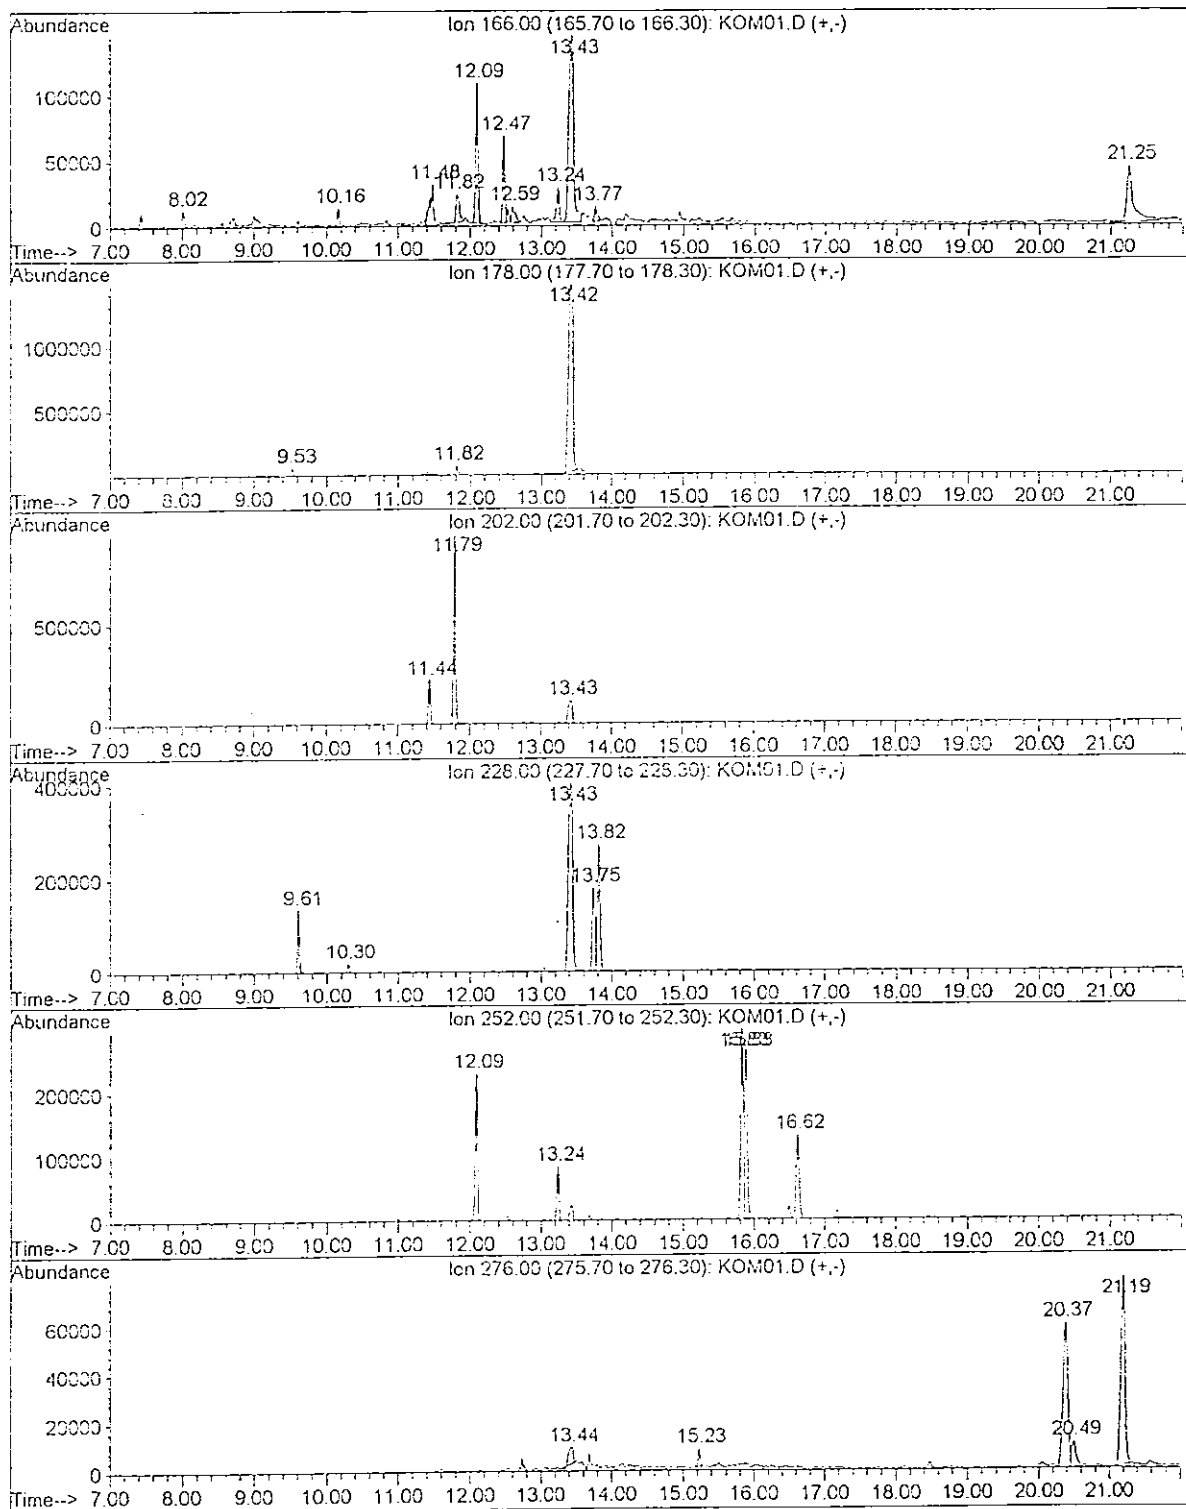 Abundance Ion 166.00 (165.70 to 166.30): KOM01.D (+,-)
13.43
12.09
100000
12.47
50000
11.48 11.82 13.24 21.25
8.02 10.16 12.59 13.77
0
Time--> 7.00 8.00 9.00 10.00 11.00 12.00 13.00 14.00 15.00 16.00 17.00 18.00 19.00 20.00 21.00
Abundance Ion 178.00 (177.70 to 178.30): KOM01.D (+,-)
13.42
1000000
500000
9.53 11.82
Time--> 7.00 8.00 9.00 10.00 11.00 12.00 13.00 14.00 15.00 16.00 17.00 18.00 19.00 20.00 21.00
Abundance Ion 202.00 (201.70 to 202.30): KOM01.D (+,-)
11.79
500000
11.44 13.43
0
Time--> 7.00 8.00 9.00 10.00 11.00 12.00 13.00 14.00 15.00 16.00 17.00 18.00 19.00 20.00 21.00
Abundance Ion 228.00 (227.70 to 228.30): KOM01.D (+,-)
400000 13.43
13.82
200000 9.61 13.75
10.30
0
Time--> 7.00 8.00 9.00 10.00 11.00 12.00 13.00 14.00 15.00 16.00 17.00 18.00 19.00 20.00 21.00
Abundance Ion 252.00 (251.70 to 252.30): KOM01.D (+,-)
12.09
200000
16.62
100000 13.24
0
Time--> 7.00 8.00 9.00 10.00 11.00 12.00 13.00 14.00 15.00 16.00 17.00 18.00 19.00 20.00 21.00
Abundance Ion 276.00 (275.70 to 276.30): KOM01.D (+,-)
21.19
20.37
60000
40000
20000 13.44 15.23 20.49
0
Time--> 7.00 8.00 9.00 10.00 11.00 12.00 13.00 14.00 15.00 16.00 17.00 18.00 19.00 20.00 21.00